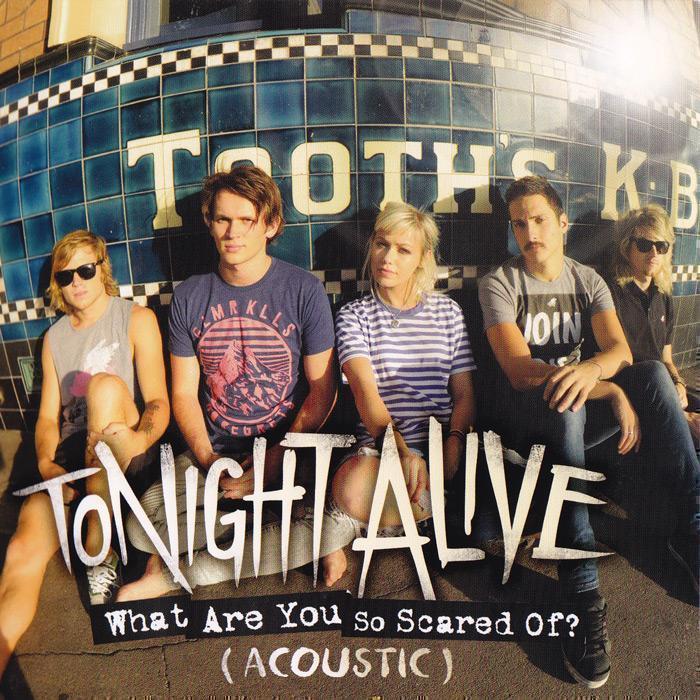 TOOTH'S K·B
CMRKLLS
JOIN
TONIGHT ALIVE
What Are You So Scared Of?
(ACOUSTIC)